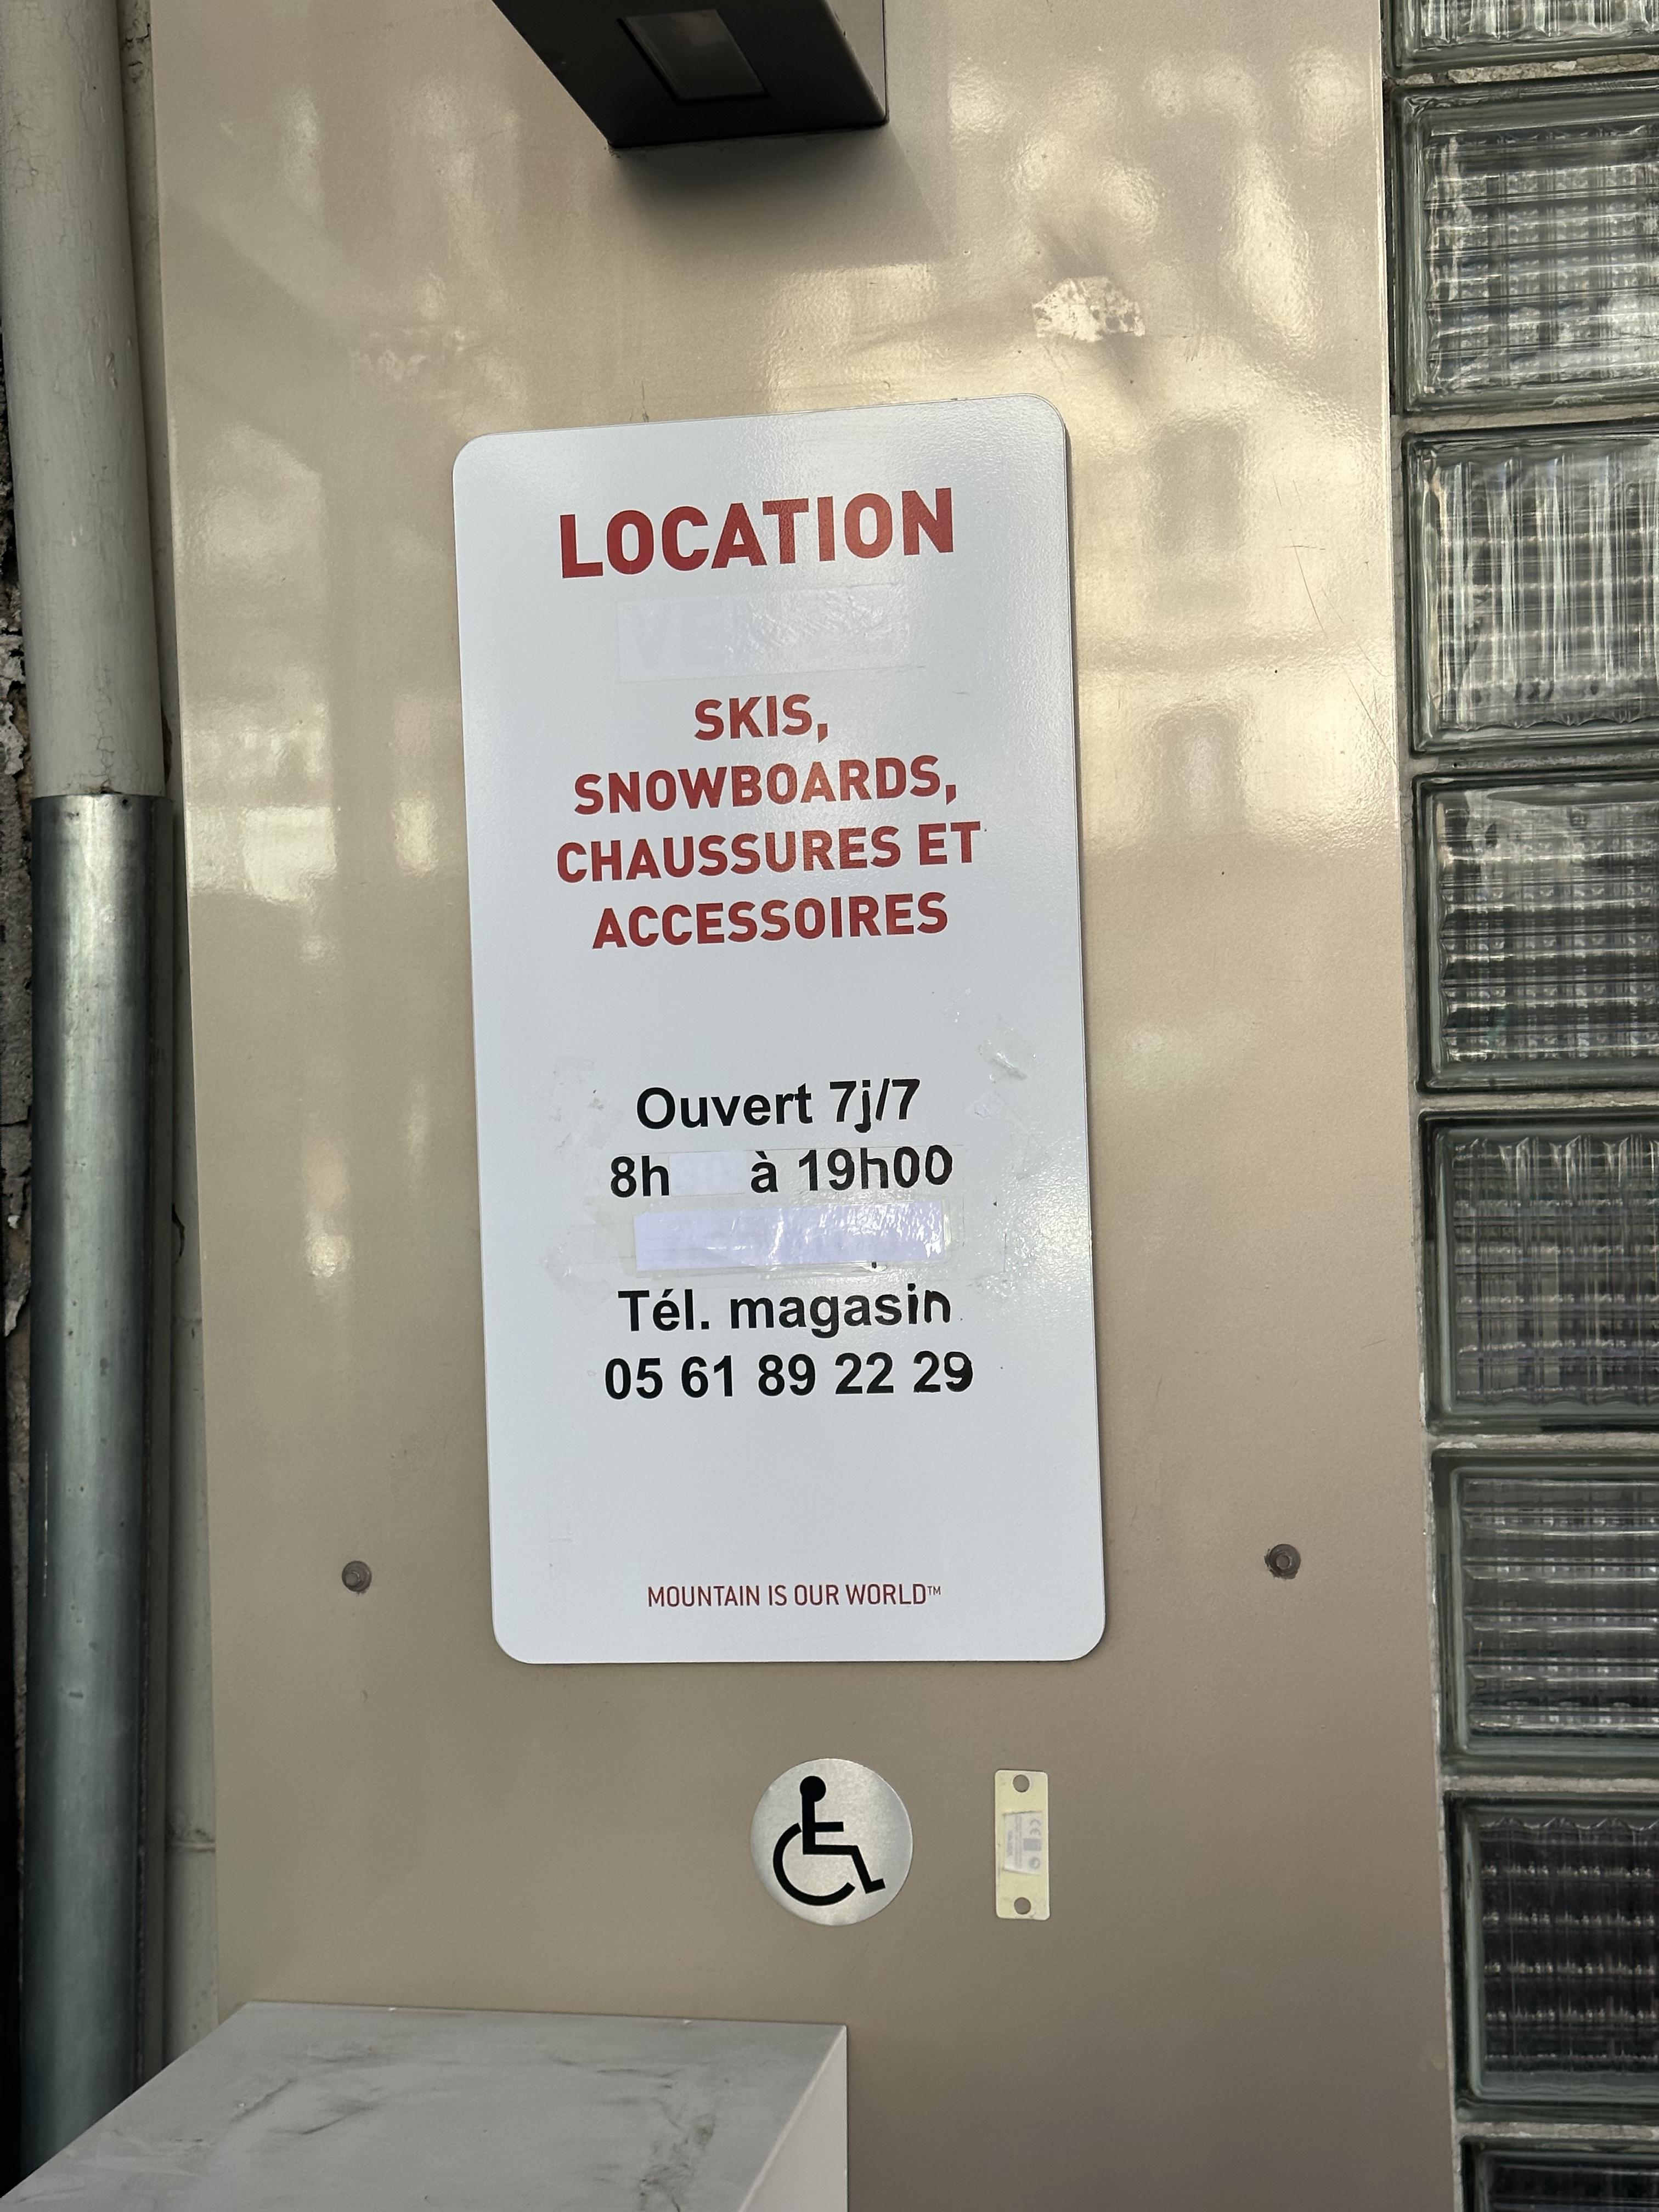 LOCATION
SKIS,
SNOWBOARDS,
CHAUSSURES ET
ACCESSOIRES
Ouvert 7j/7
8h à 19h00
Tél. magasin
05 61 89 22 29
MOUNTAIN IS OUR WORLD™